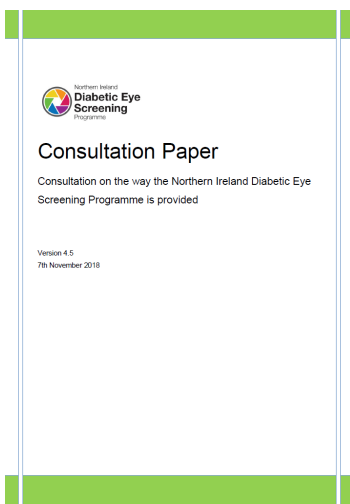 Northern Ireland
Diabetic Eye
Screening
Programme
Consultation Paper
Consultation on the way the Northern Ireland Diabetic Eye
Screening Programme is provided
Version 4.5
7th November 2018